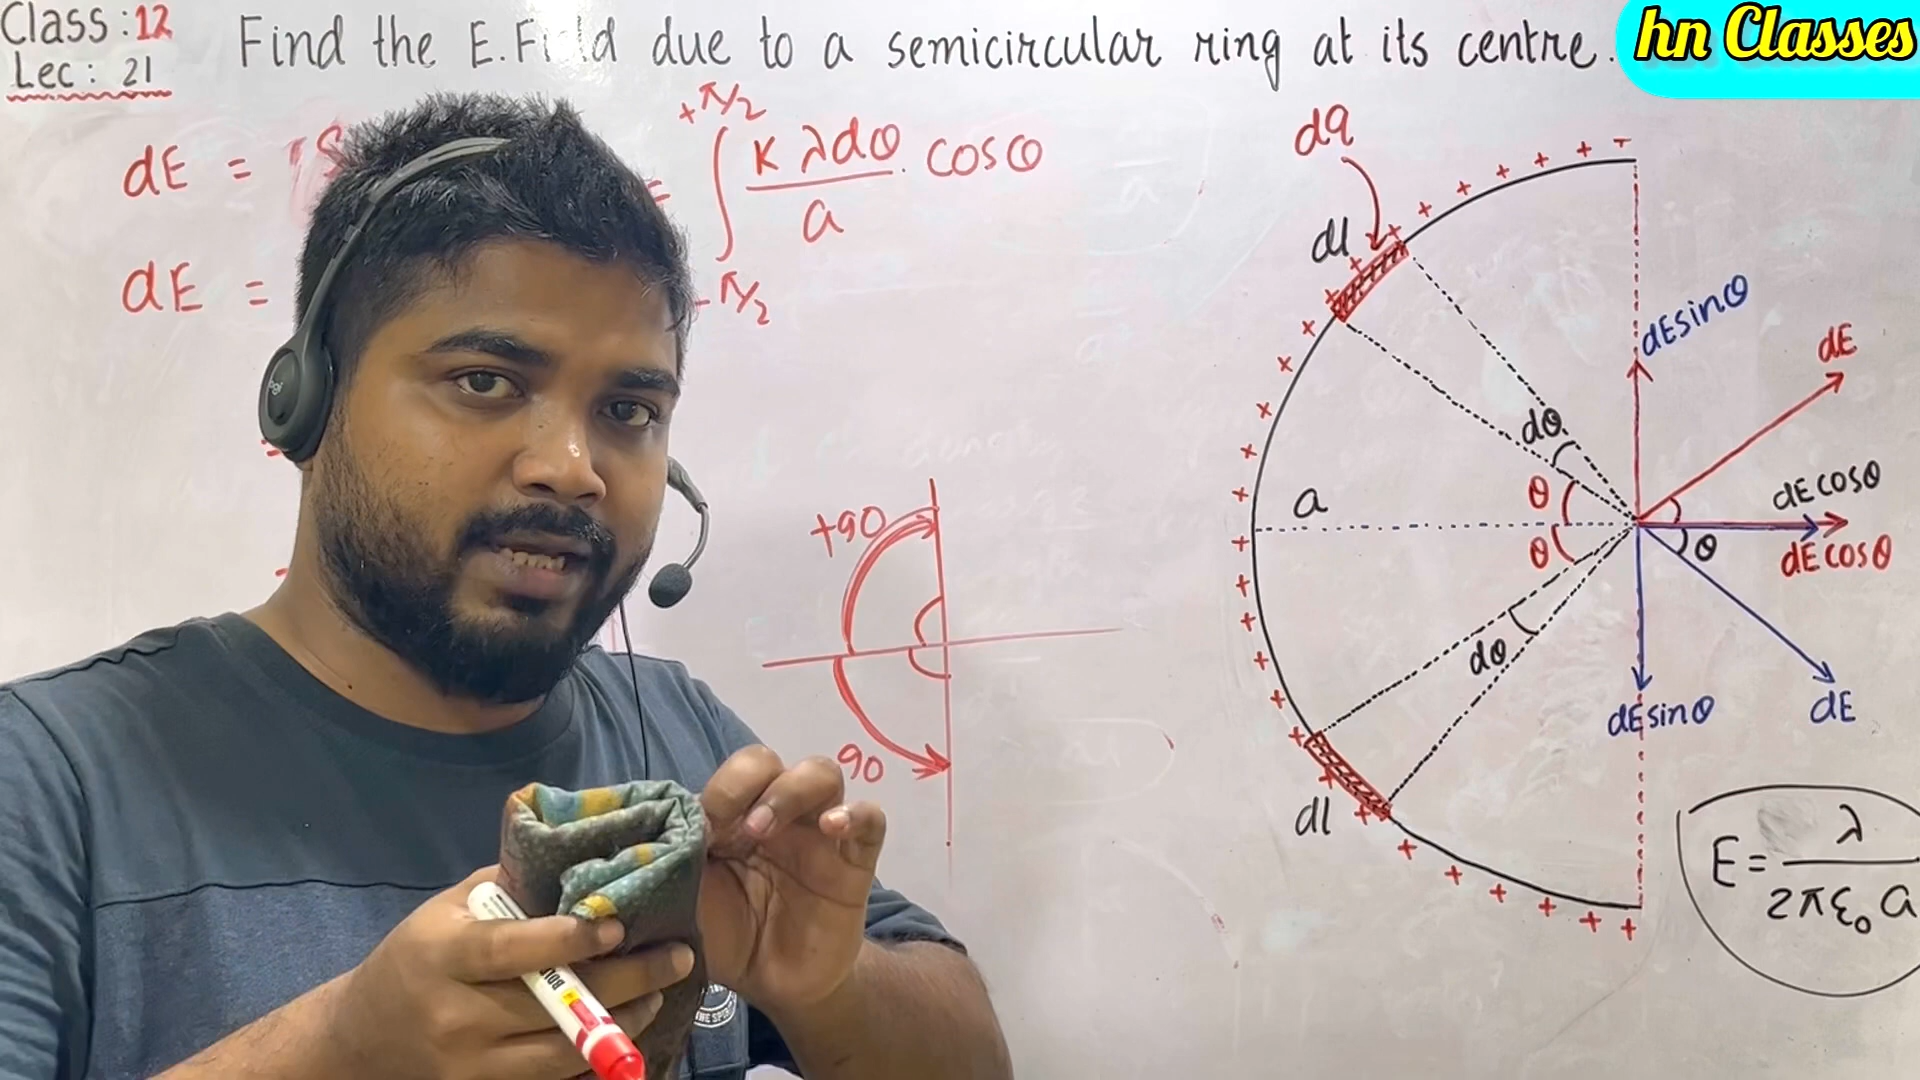 Class : 12
Lec : 21
Find the E.Field due to a semicircular ring at its centre.
hn Classes
dE =
= ∫ +π/2 -π/2 Kλdθ/a . cosθ
dE =
+90
90
dq
dl
dθ
θ
a
θ
dθ
dl
dEsinθ
dE
dEcosθ
dEcosθ
θ
dEsinθ
dE
E = λ/2πε₀a